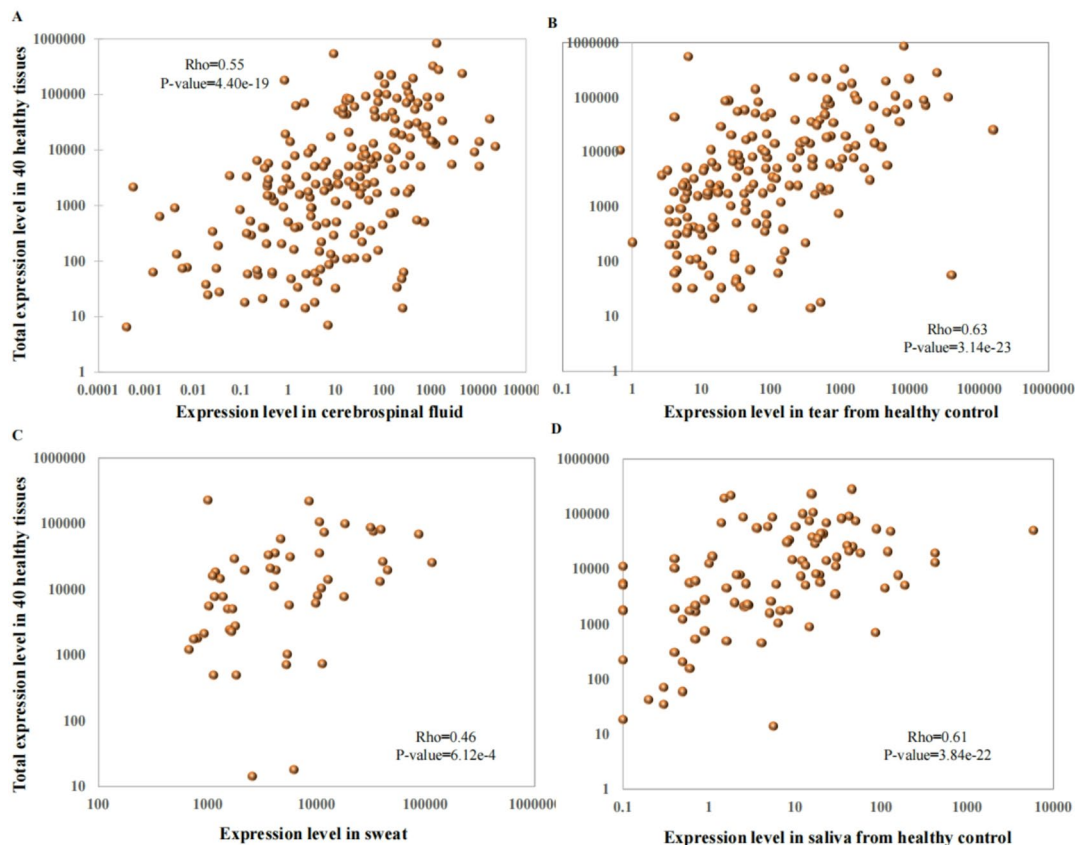 A
Total expression level in 40 healthy tissues
1000000
100000
10000
1000
100
10
1
Rho=0.55
P-value=4.40e-19
0.0001 0.001 0.01 0.1 1 10 100 1000 10000 10000
Expression level in cerebrospinal fluid
B
1000000
100000
10000
1000
100
10
1
Rho=0.63
P-value=3.14e-23
0.1 1 10 100 1000 10000 100000 1000000
Expression level in tear from healthy control
C
Total expression level in 40 healthy tissues
1000000
100000
10000
1000
100
10
Rho=0.46
P-value=6.12e-4
100 1000 10000 100000 1000000
Expression level in sweat
D
1000000
100000
10000
1000
100
10
1
Rho=0.61
P-value=3.84e-22
0.1 1 10 100 1000 10000
Expression level in saliva from healthy control